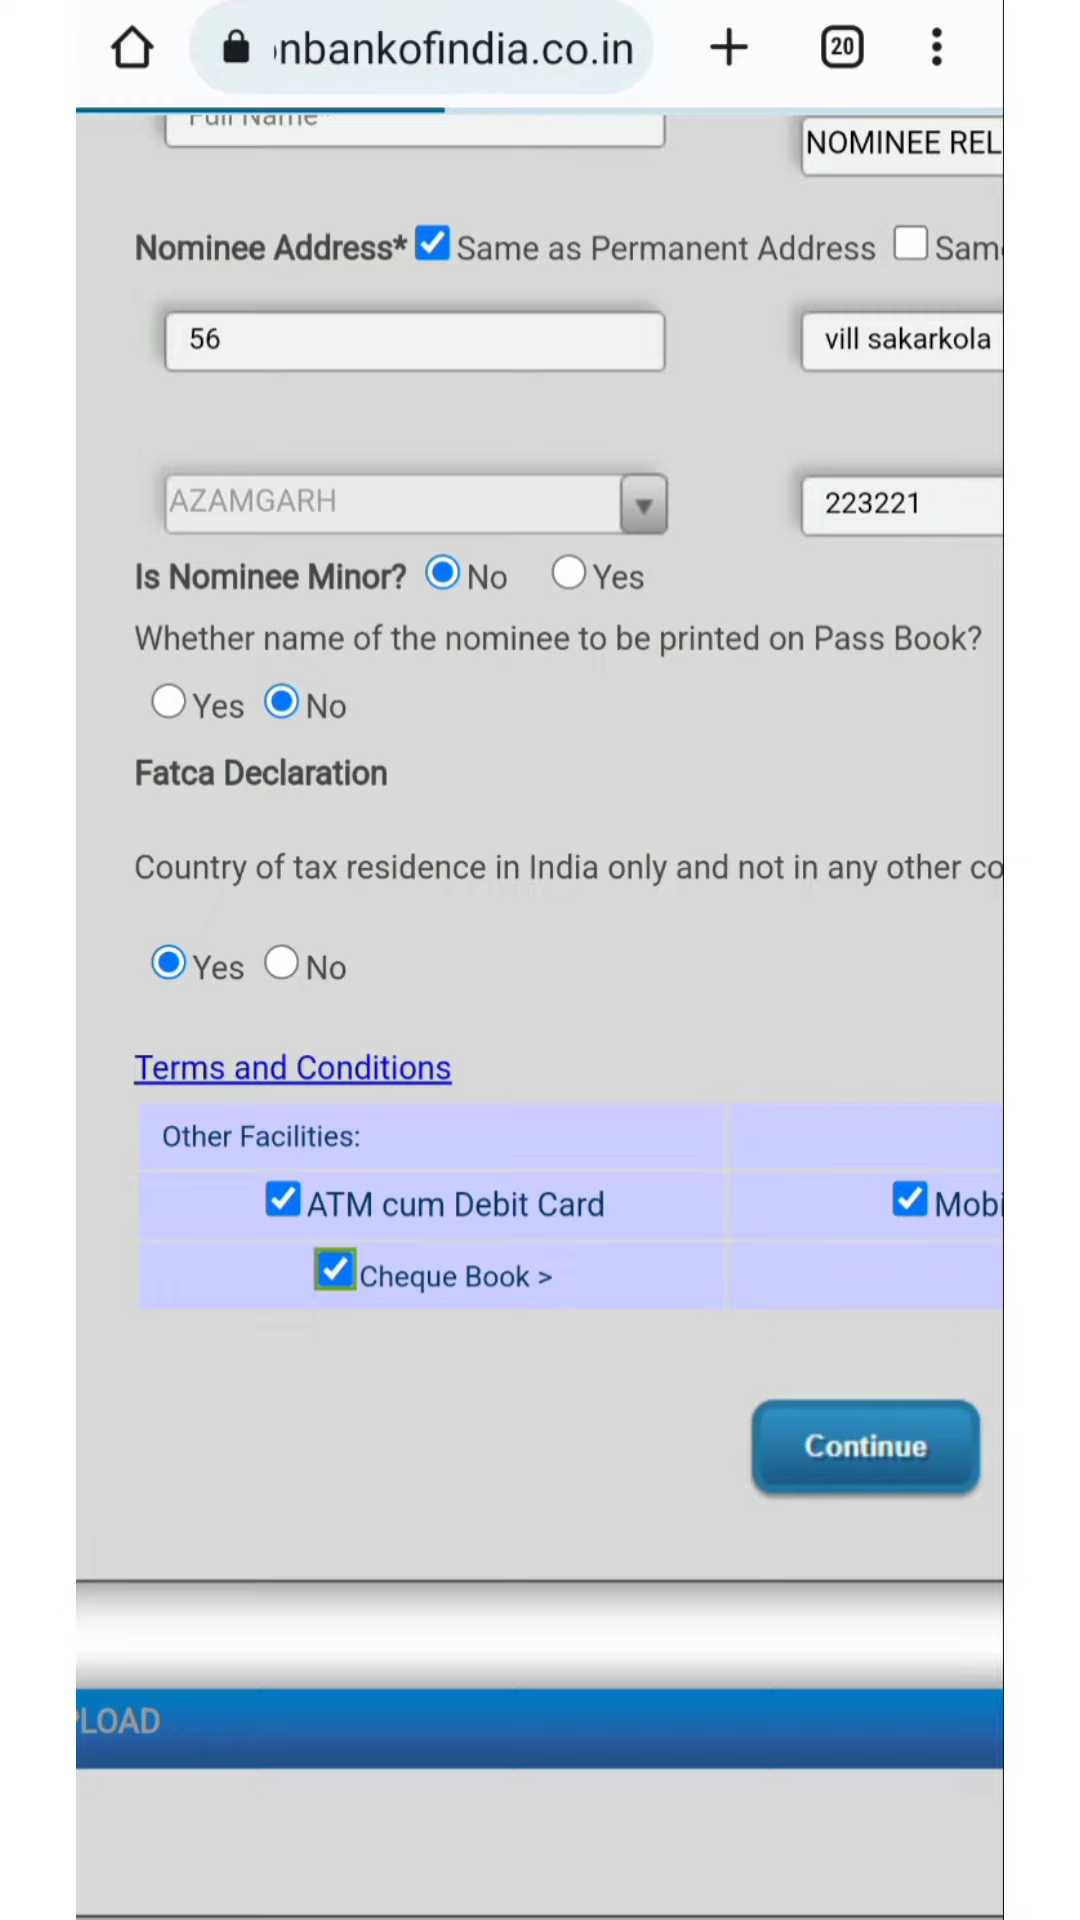 nbankofindia.co.in
20
Full Name*
NOMINEE REL
Nominee Address* Same as Permanent Address Sam
56
vill sakarkola
AZAMGARH
223221
Is Nominee Minor? No Yes
Whether name of the nominee to be printed on Pass Book?
Yes No
Fatca Declaration
Country of tax residence in India only and not in any other co
Yes No
Terms and Conditions
Other Facilities:
ATM cum Debit Card
Mobi
Cheque Book >
Continue
PLOAD